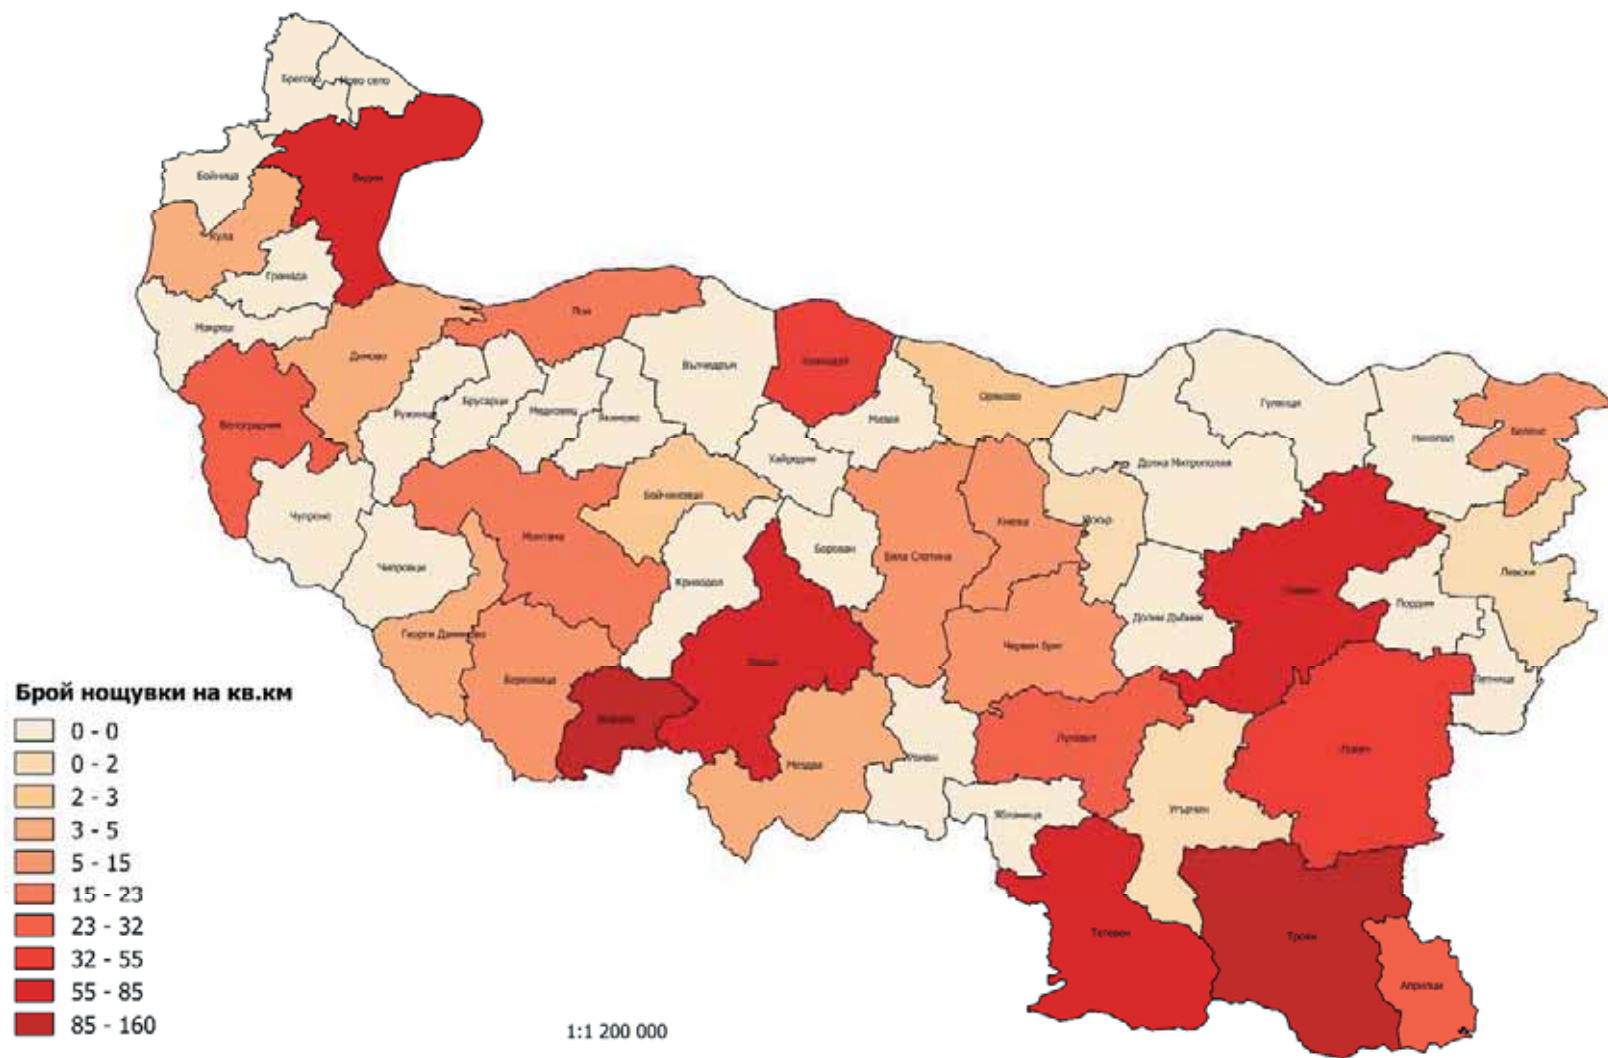 Брегово
Ново село
Бойница
Видин
Кула
Грамада
Макреш
Лом
Димово
Вълчедръм
Козлодуй
Ружинци
Брусарци
Медковец
Якимово
Оряхово
Гулянци
Мизия
Никопол
Белене
Белоградчик
Хайредин
Долна Митрополия
Бойчиновци
Чупрене
Искър
Кнежа
Монтана
Борован
Бяла Слатина
Чипровци
Криводол
Левски
Плевен
Пордим
Долни Дъбник
Георги Дамяново
Червен бряг
Враца
Берковица
Летница
Вършец
Брой нощувки на кв.км
0 - 0
0 - 2
2 - 3
3 - 5
5 - 15
15 - 23
23 - 32
32 - 55
55 - 85
85 - 160
Луковит
Ловеч
Роман
Мездра
Угърчин
Ябланица
Тетевен
Троян
Априлци
1:1 200 000